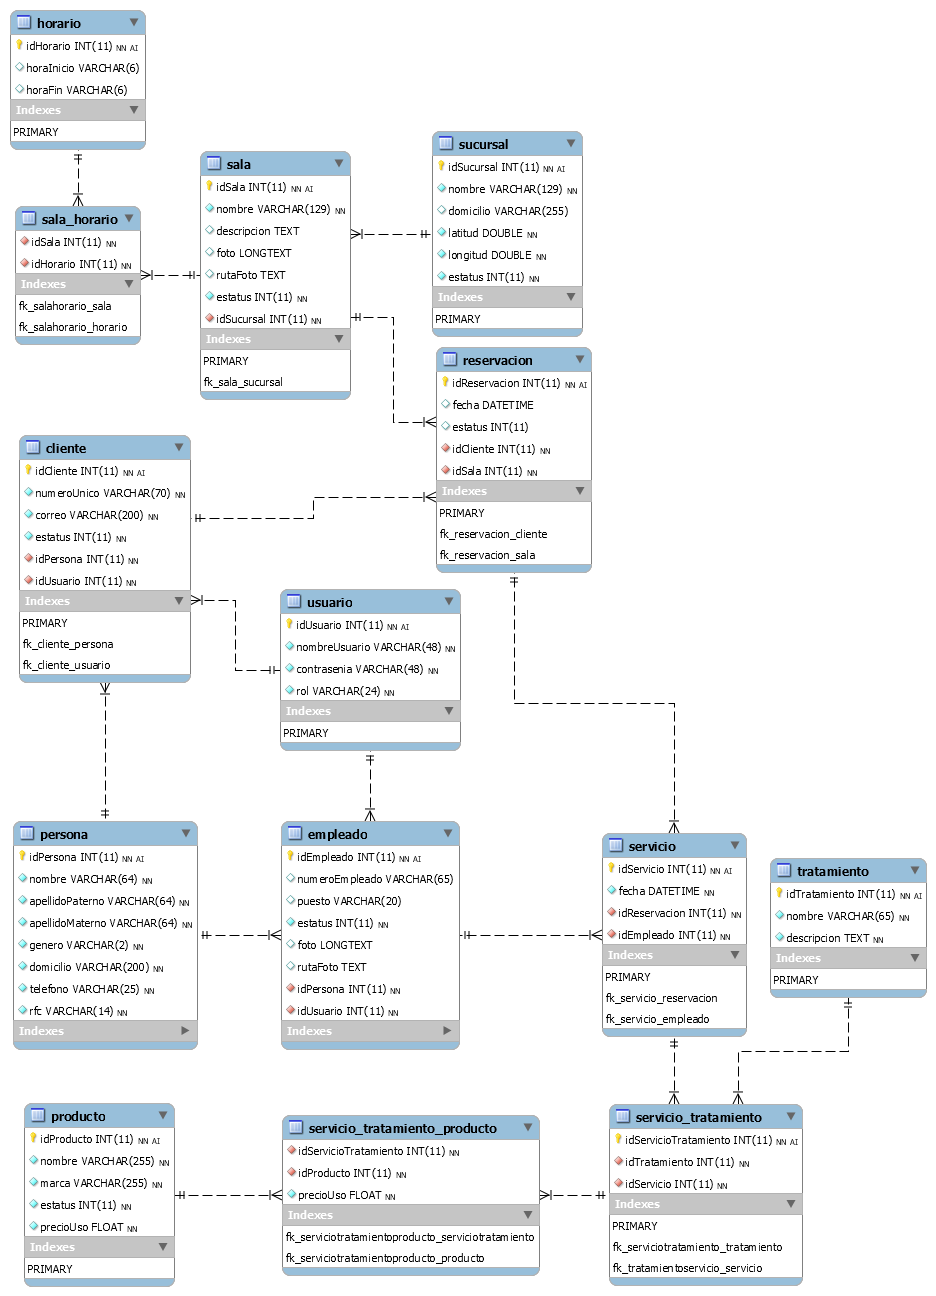 horario
idHorario INT(11) NN AI
horaInicio VARCHAR(6)
horaFin VARCHAR(6)
Indexes
PRIMARY
sala_horario
idSala INT(11) NN
idHorario INT(11) NN
Indexes
fk_salahorario_sala
fk_salahorario_horario
sala
idSala INT(11) NN AI
nombre VARCHAR(129) NN
descripcion TEXT
foto LONGTEXT
rutaFoto TEXT
estatus INT(11) NN
idSucursal INT(11) NN
Indexes
PRIMARY
fk_sala_sucursal
sucursal
idSucursal INT(11) NN AI
nombre VARCHAR(129) NN
domicilio VARCHAR(255)
latitud DOUBLE NN
longitud DOUBLE NN
estatus INT(11) NN
Indexes
PRIMARY
reservacion
idReservacion INT(11) NN AI
fecha DATETIME
estatus INT(11)
idCliente INT(11) NN
idSala INT(11) NN
Indexes
PRIMARY
fk_reservacion_cliente
fk_reservacion_sala
cliente
idCliente INT(11) NN AI
numeroUnico VARCHAR(70) NN
correo VARCHAR(200) NN
estatus INT(11) NN
idPersona INT(11) NN
idUsuario INT(11) NN
Indexes
PRIMARY
fk_cliente_persona
fk_cliente_usuario
usuario
idUsuario INT(11) NN AI
nombreUsuario VARCHAR(48) NN
contrasenia VARCHAR(48) NN
rol VARCHAR(24) NN
Indexes
PRIMARY
persona
idPersona INT(11) NN AI
nombre VARCHAR(64) NN
apellidoPaterno VARCHAR(64) NN
apellidoMaterno VARCHAR(64) NN
genero VARCHAR(2) NN
domicilio VARCHAR(200) NN
telefono VARCHAR(25) NN
rfc VARCHAR(14) NN
Indexes
empleado
idEmpleado INT(11) NN AI
numeroEmpleado VARCHAR(65)
puesto VARCHAR(20)
estatus INT(11) NN
foto LONGTEXT
rutaFoto TEXT
idPersona INT(11) NN
idUsuario INT(11) NN
Indexes
servicio
idServicio INT(11) NN AI
fecha DATETIME NN
idReservacion INT(11) NN
idEmpleado INT(11) NN
Indexes
PRIMARY
fk_servicio_reservacion
fk_servicio_empleado
tratamiento
idTratamiento INT(11) NN AI
nombre VARCHAR(65) NN
descripcion TEXT NN
Indexes
PRIMARY
producto
idProducto INT(11) NN AI
nombre VARCHAR(255) NN
marca VARCHAR(255) NN
estatus INT(11) NN
precioUso FLOAT NN
Indexes
PRIMARY
servicio_tratamiento_producto
idServicioTratamiento INT(11) NN
idProducto INT(11) NN
precioUso FLOAT NN
Indexes
fk_serviciotratamientoproducto_serviciotratamiento
fk_serviciotratamientoproducto_producto
servicio_tratamiento
idServicioTratamiento INT(11) NN AI
idTratamiento INT(11) NN
idServicio INT(11) NN
Indexes
PRIMARY
fk_serviciotratamiento_tratamiento
fk_tratamientoservicio_servicio